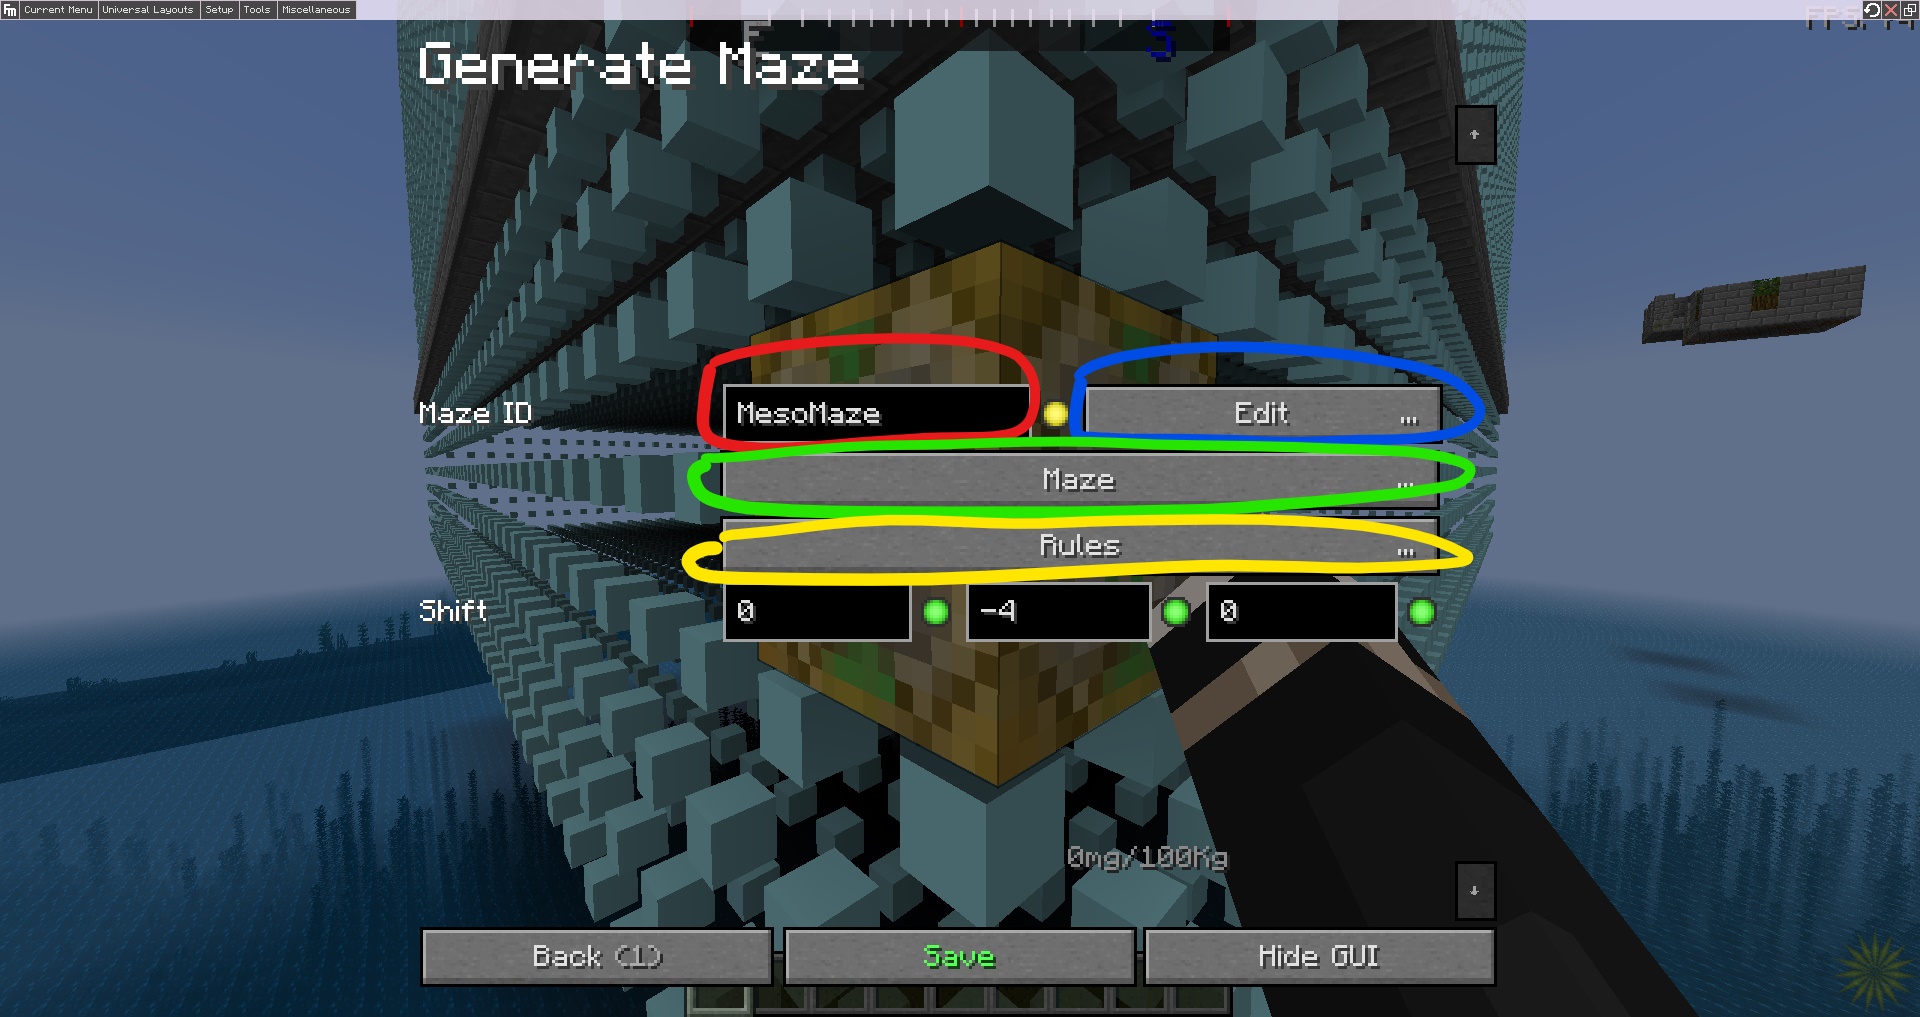 Fm Current Menu Universal Layouts Setup Tools Miscellaneous
S
Generate Maze
Maze ID MesoMaze Edit ...
Maze ...
Rules ...
Shift 0 -4 0
0mg/100Kg
Back (1) Save Hide GUI